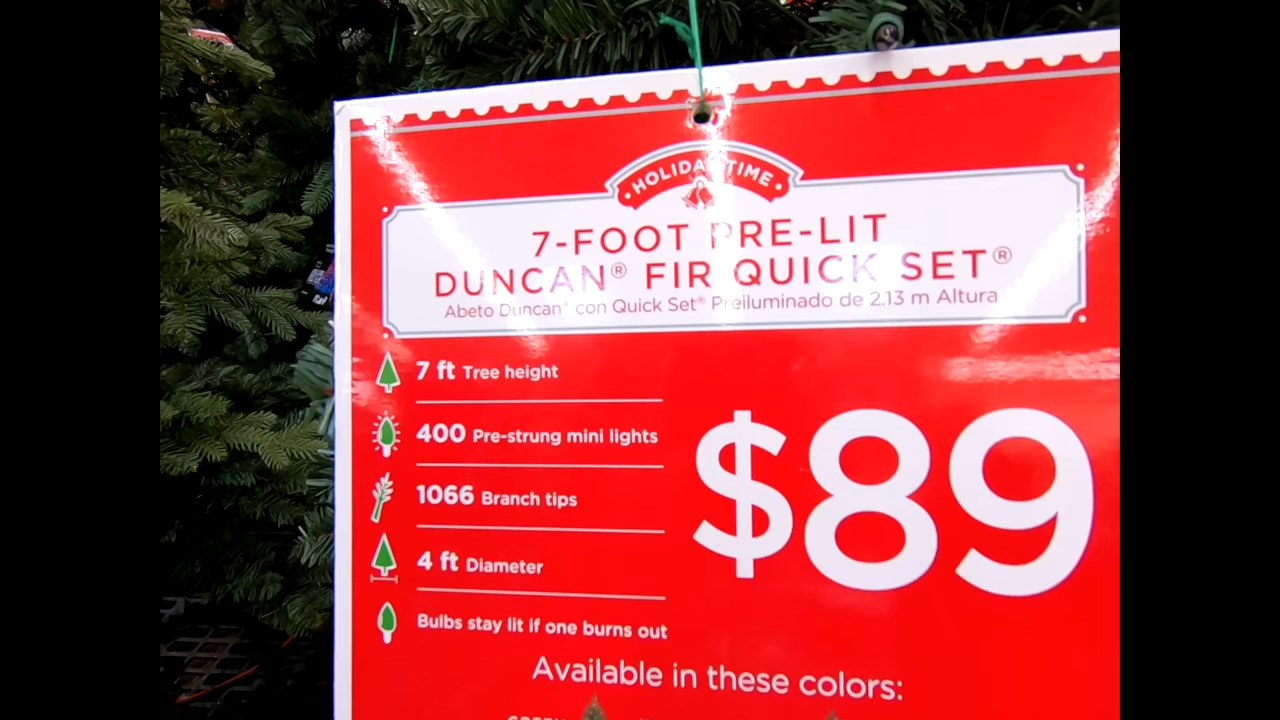 HOLIDAY TIME
7-FOOT PRE-LIT
DUNCAN® FIR QUICK SET®
Abeto Duncan® con Quick Set® Preiluminado de 2.13 m Altura
7 ft Tree height
400 Pre-strung mini lights
1066 Branch tips
4 ft Diameter
Bulbs stay lit if one burns out
$89
Available in these colors: